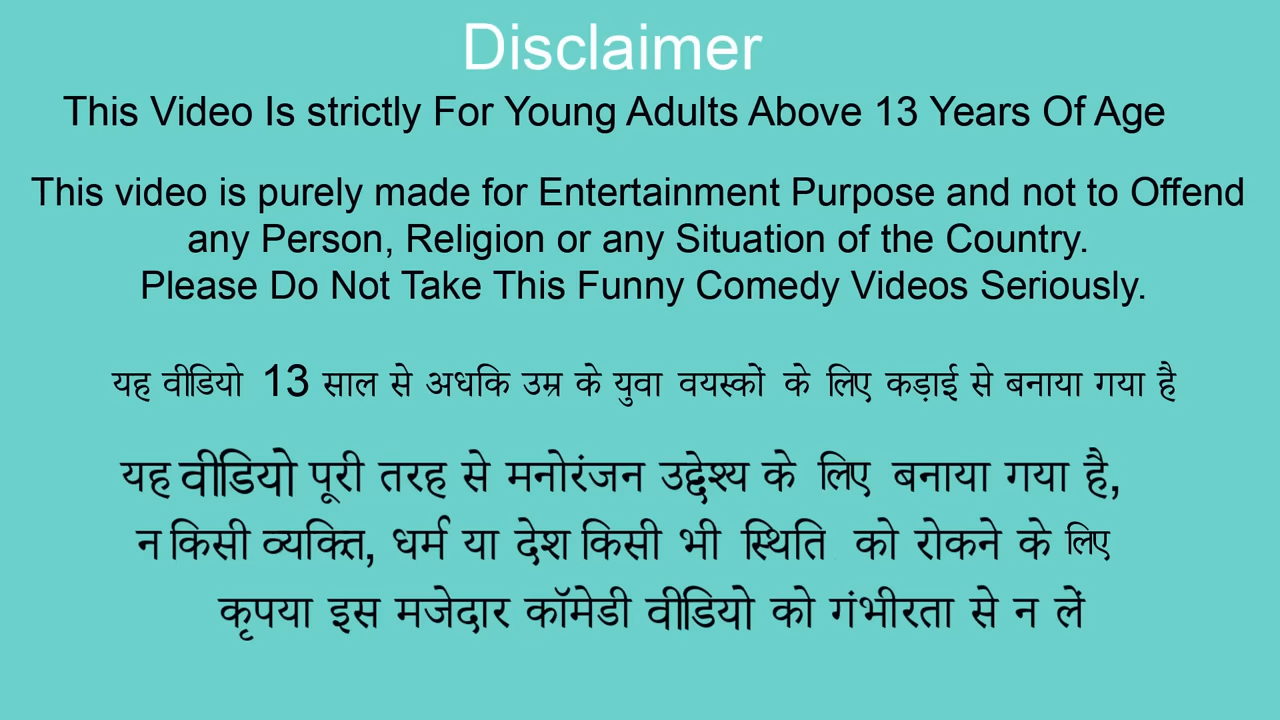 Disclaimer
This Video Is strictly For Young Adults Above 13 Years Of Age
This video is purely made for Entertainment Purpose and not to Offend
any Person, Religion or any Situation of the Country.
Please Do Not Take This Funny Comedy Videos Seriously.
यह वीडियो 13 साल से अधकि उम्र के युवा वयस्कों के लिए कड़ाई से बनाया गया है
यह वीडियो पूरी तरह से मनोरंजन उद्देश्य के लिए बनाया गया है,
न किसी व्यक्ति, धर्म या देश किसी भी स्थिति को रोकने के लिए
कृपया इस मजेदार कॉमेडी वीडियो को गंभीरता से न लें